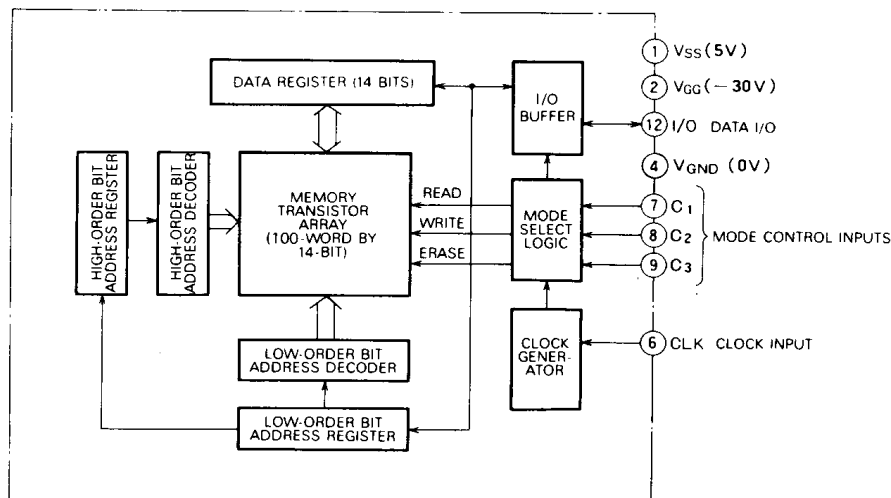 DATA REGISTER (14 BITS)
I/O
BUFFER
1 VSS (5V)
2 VGG (−30V)
12 I/O DATA I/O
4 VGND (0V)
HIGH-ORDER BIT
ADDRESS REGISTER
HIGH-ORDER BIT
ADDRESS DECODER
MEMORY
TRANSISTOR
ARRAY
(100-WORD BY
14-BIT)
READ
WRITE
ERASE
MODE
SELECT
LOGIC
7 C1
8 C2
9 C3
MODE CONTROL INPUTS
LOW-ORDER BIT
ADDRESS DECODER
CLOCK
GENER-
ATOR
6 CLK CLOCK INPUT
LOW-ORDER BIT
ADDRESS REGISTER